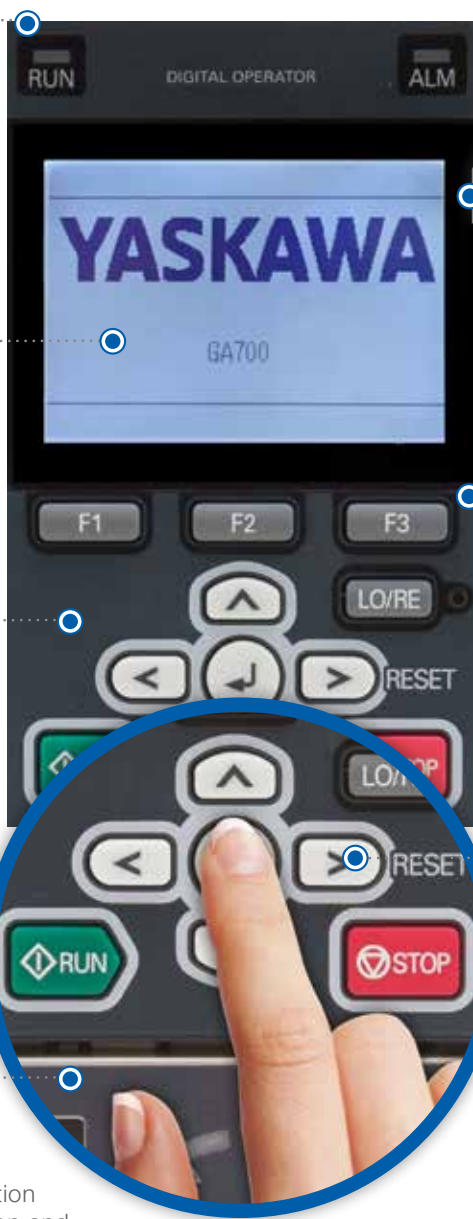 RUN DIGITAL OPERATOR ALM
YASKAWA
GA700
F1 F2 F3
LO/RE
RESET
RESET
RUN STOP